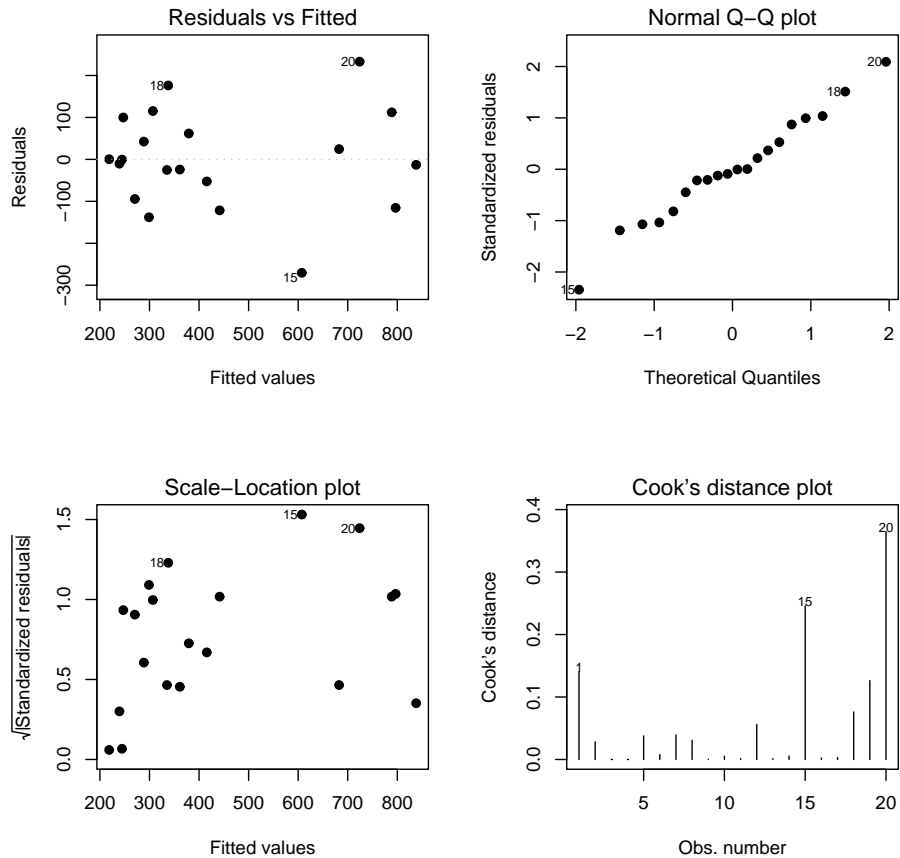 Residuals vs Fitted
Residuals
−300
−100
0
100
18
20
15
200 300 400 500 600 700 800
Fitted values
Normal Q−Q plot
Standardized residuals
−2
−1
0
1
2
20
18
15
−2 −1 0 1 2
Theoretical Quantiles
Scale−Location plot
√|Standardized residuals|
0.0
0.5
1.0
1.5
15
20
18
200 300 400 500 600 700 800
Fitted values
Cook's distance plot
Cook's distance
0.0
0.1
0.2
0.3
0.4
20
15
1
5 10 15 20
Obs. number